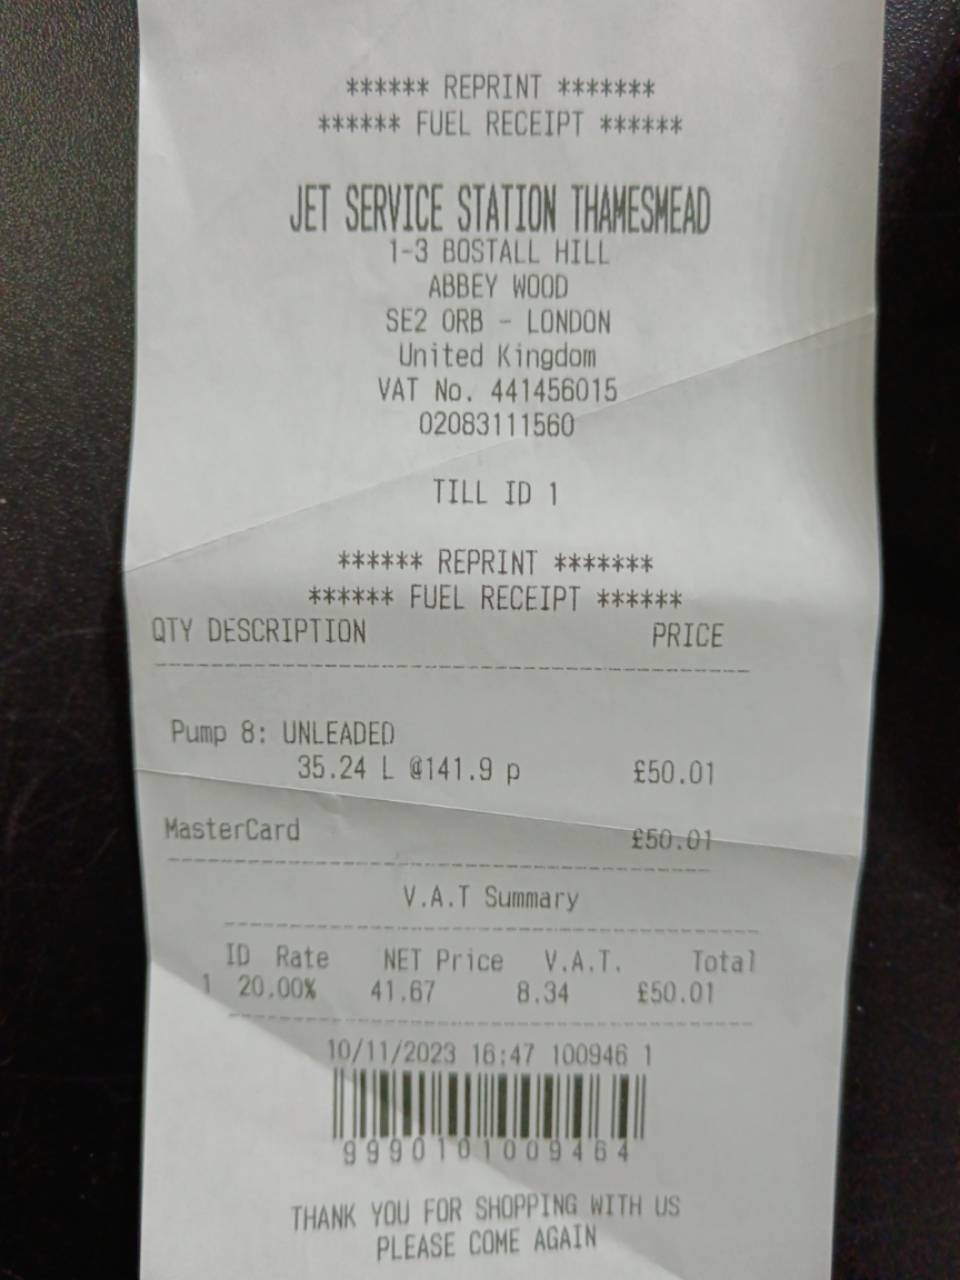 ****** REPRINT *******
****** FUEL RECEIPT ******
JET SERVICE STATION THAMESMEAD
1-3 BOSTALL HILL
ABBEY WOOD
SE2 0RB - LONDON
United Kingdom
VAT No. 441456015
02083111560
TILL ID 1
****** REPRINT *******
****** FUEL RECEIPT ******
QTY DESCRIPTION PRICE
Pump 8: UNLEADED
35.24 L @141.9 p £50.01
MasterCard £50.01
V.A.T Summary
ID Rate NET Price V.A.T. Total
1 20.00% 41.67 8.34 £50.01
10/11/2023 16:47 100946 1
9990101009464
THANK YOU FOR SHOPPING WITH US
PLEASE COME AGAIN